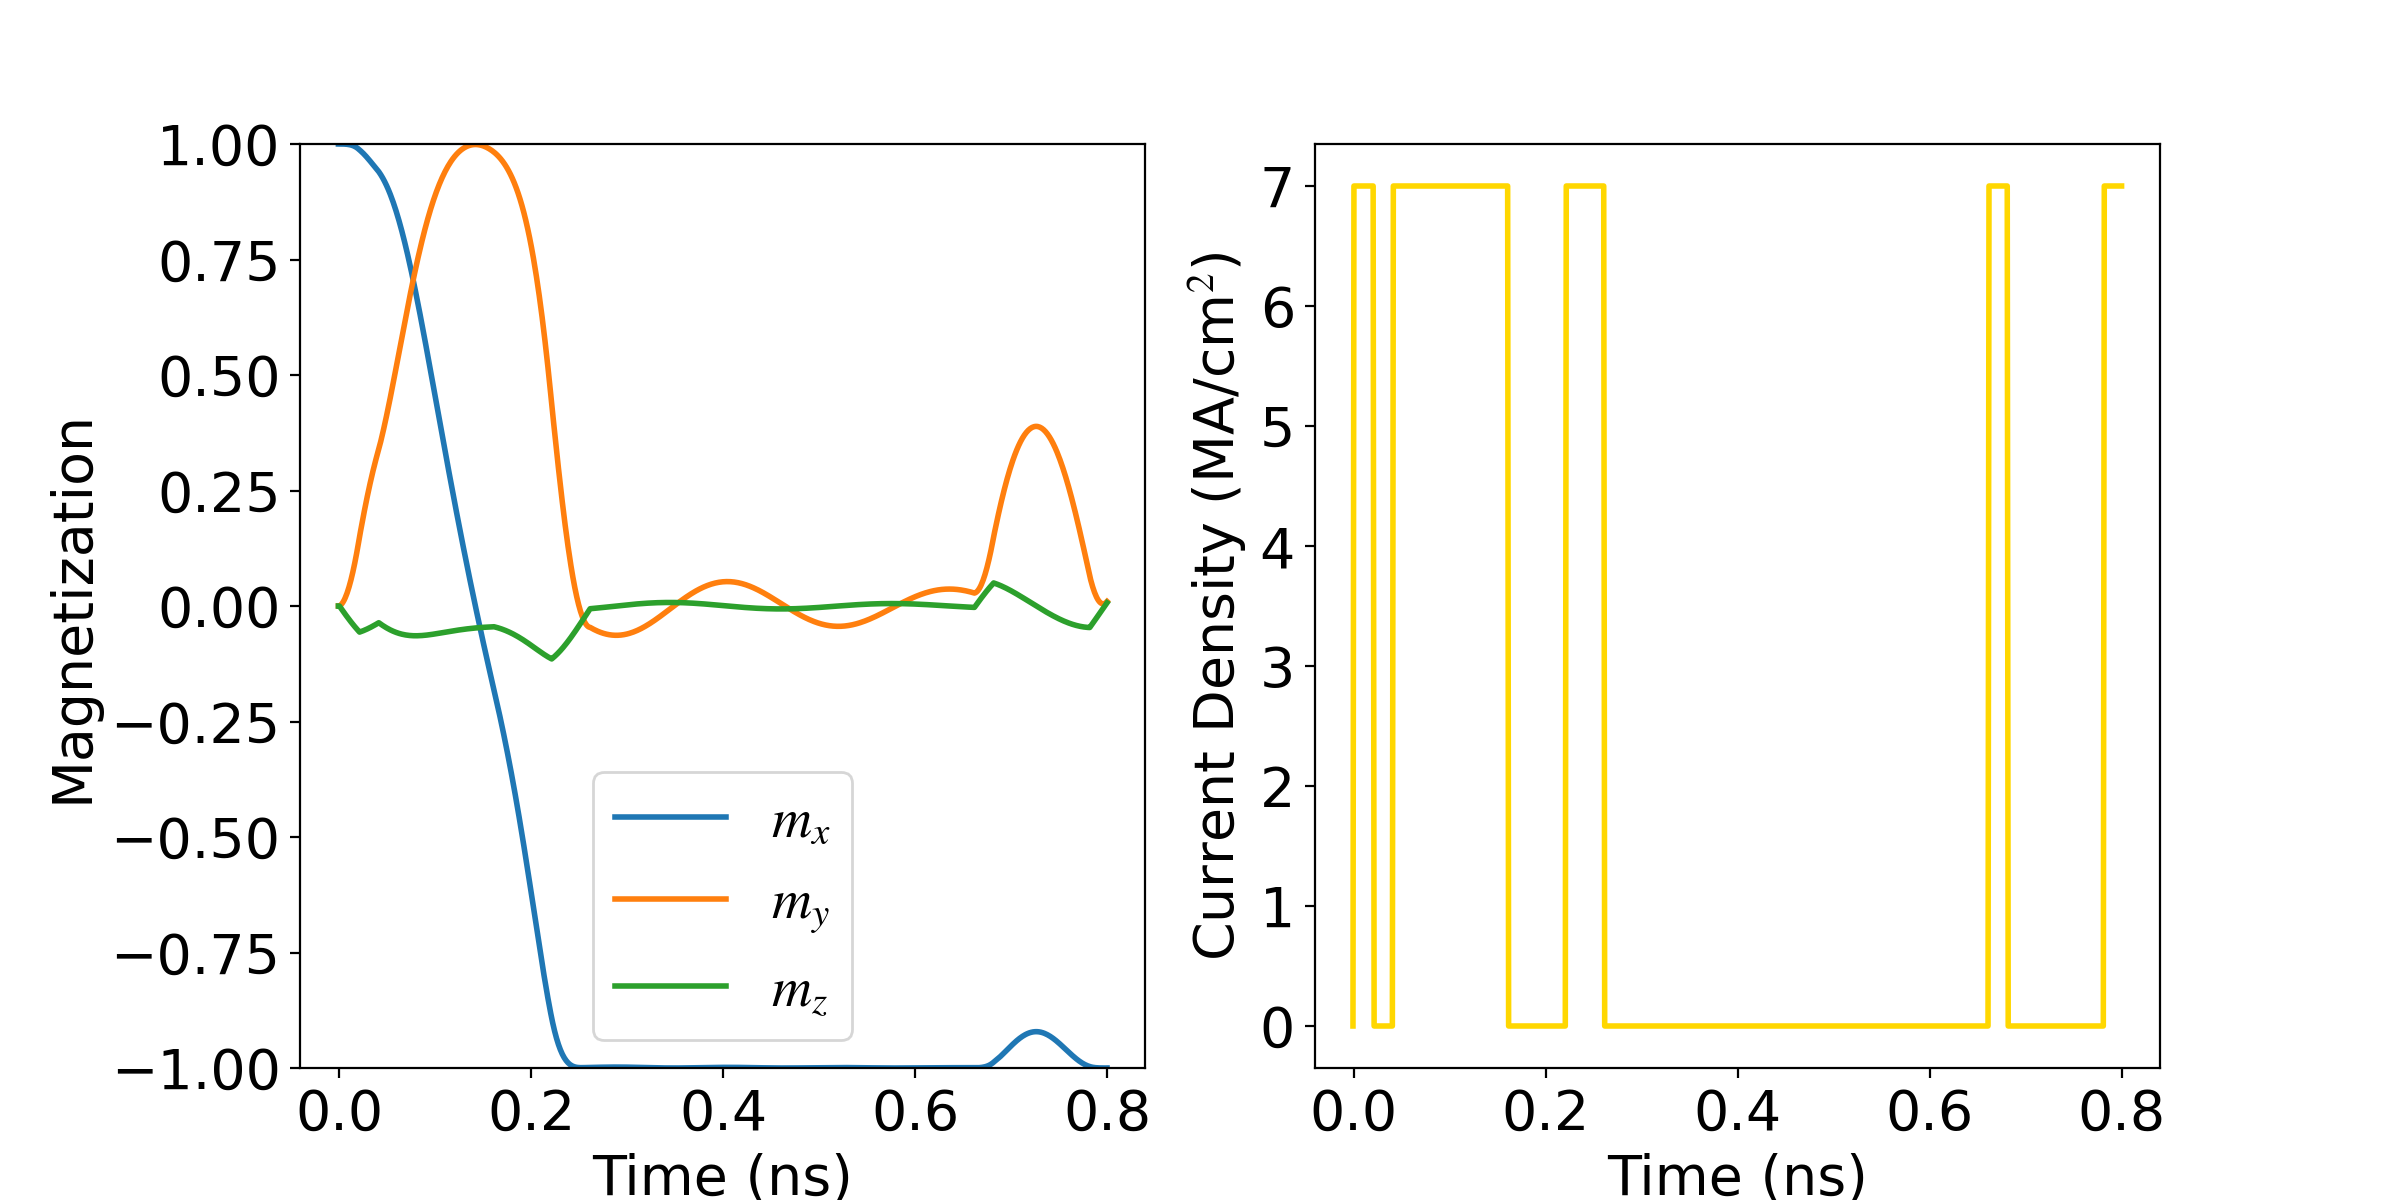 Magnetization
1.00
0.75
0.50
0.25
0.00
−0.25
−0.50
−0.75
−1.00
m_x
m_y
m_z
0.0 0.2 0.4 0.6 0.8
Time (ns)
Current Density (MA/cm²)
7
6
5
4
3
2
1
0
0.0 0.2 0.4 0.6 0.8
Time (ns)